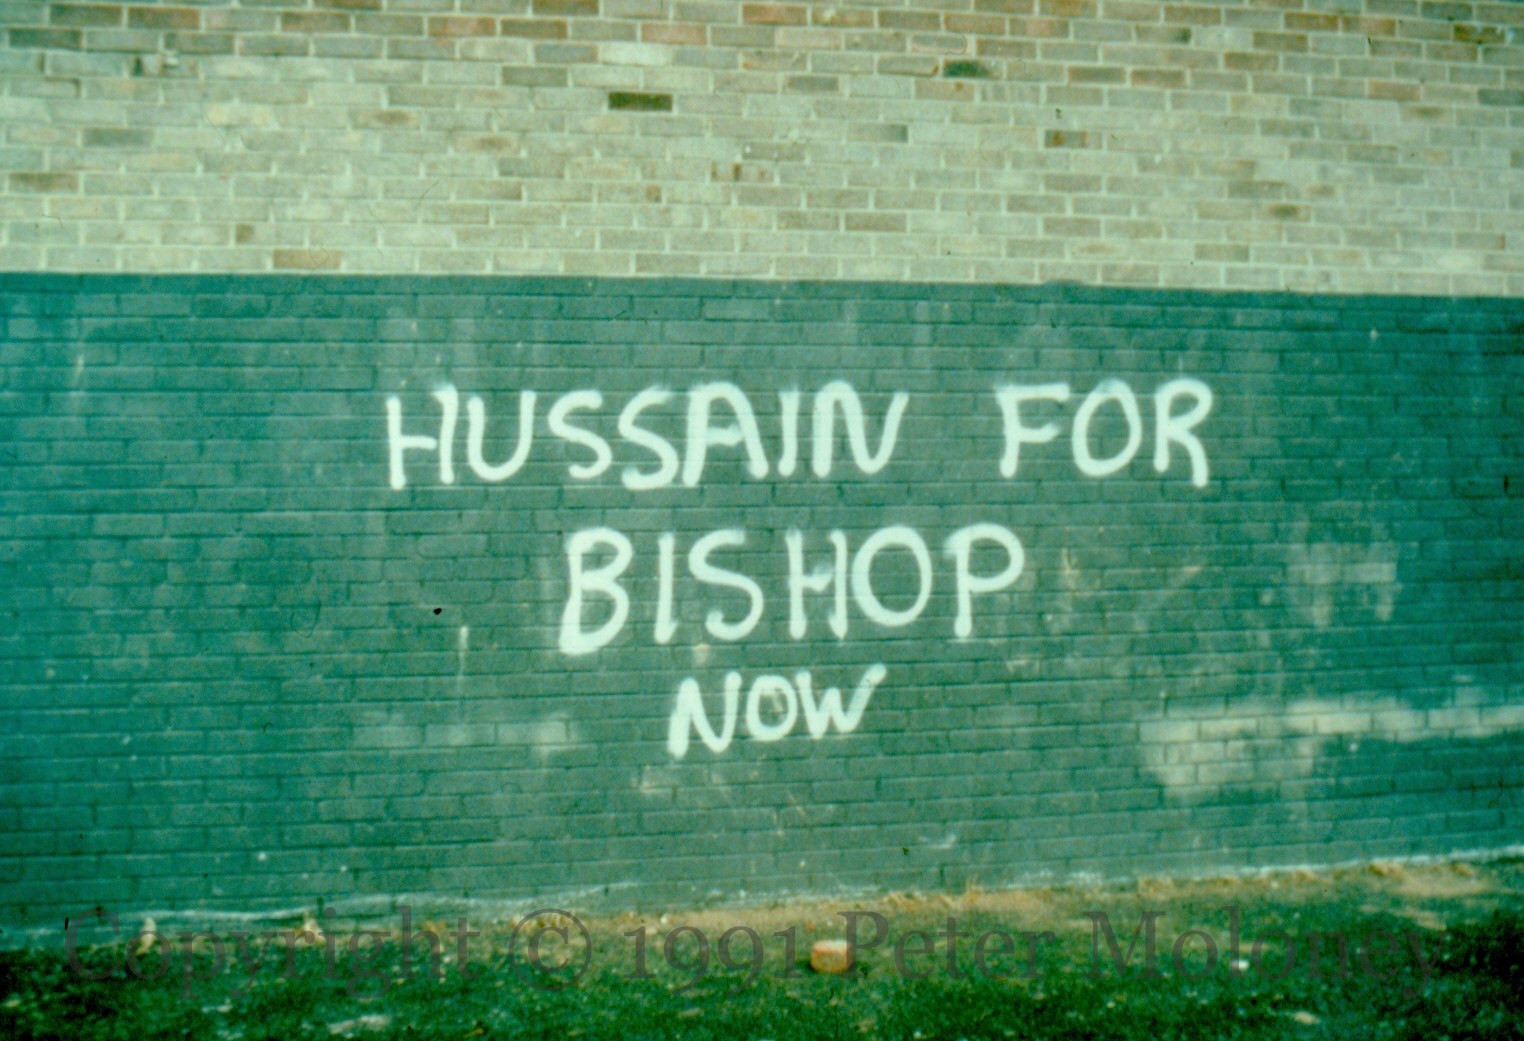 HUSSAIN FOR
BISHOP
NOW
Copyright © 1991 Peter Moloney